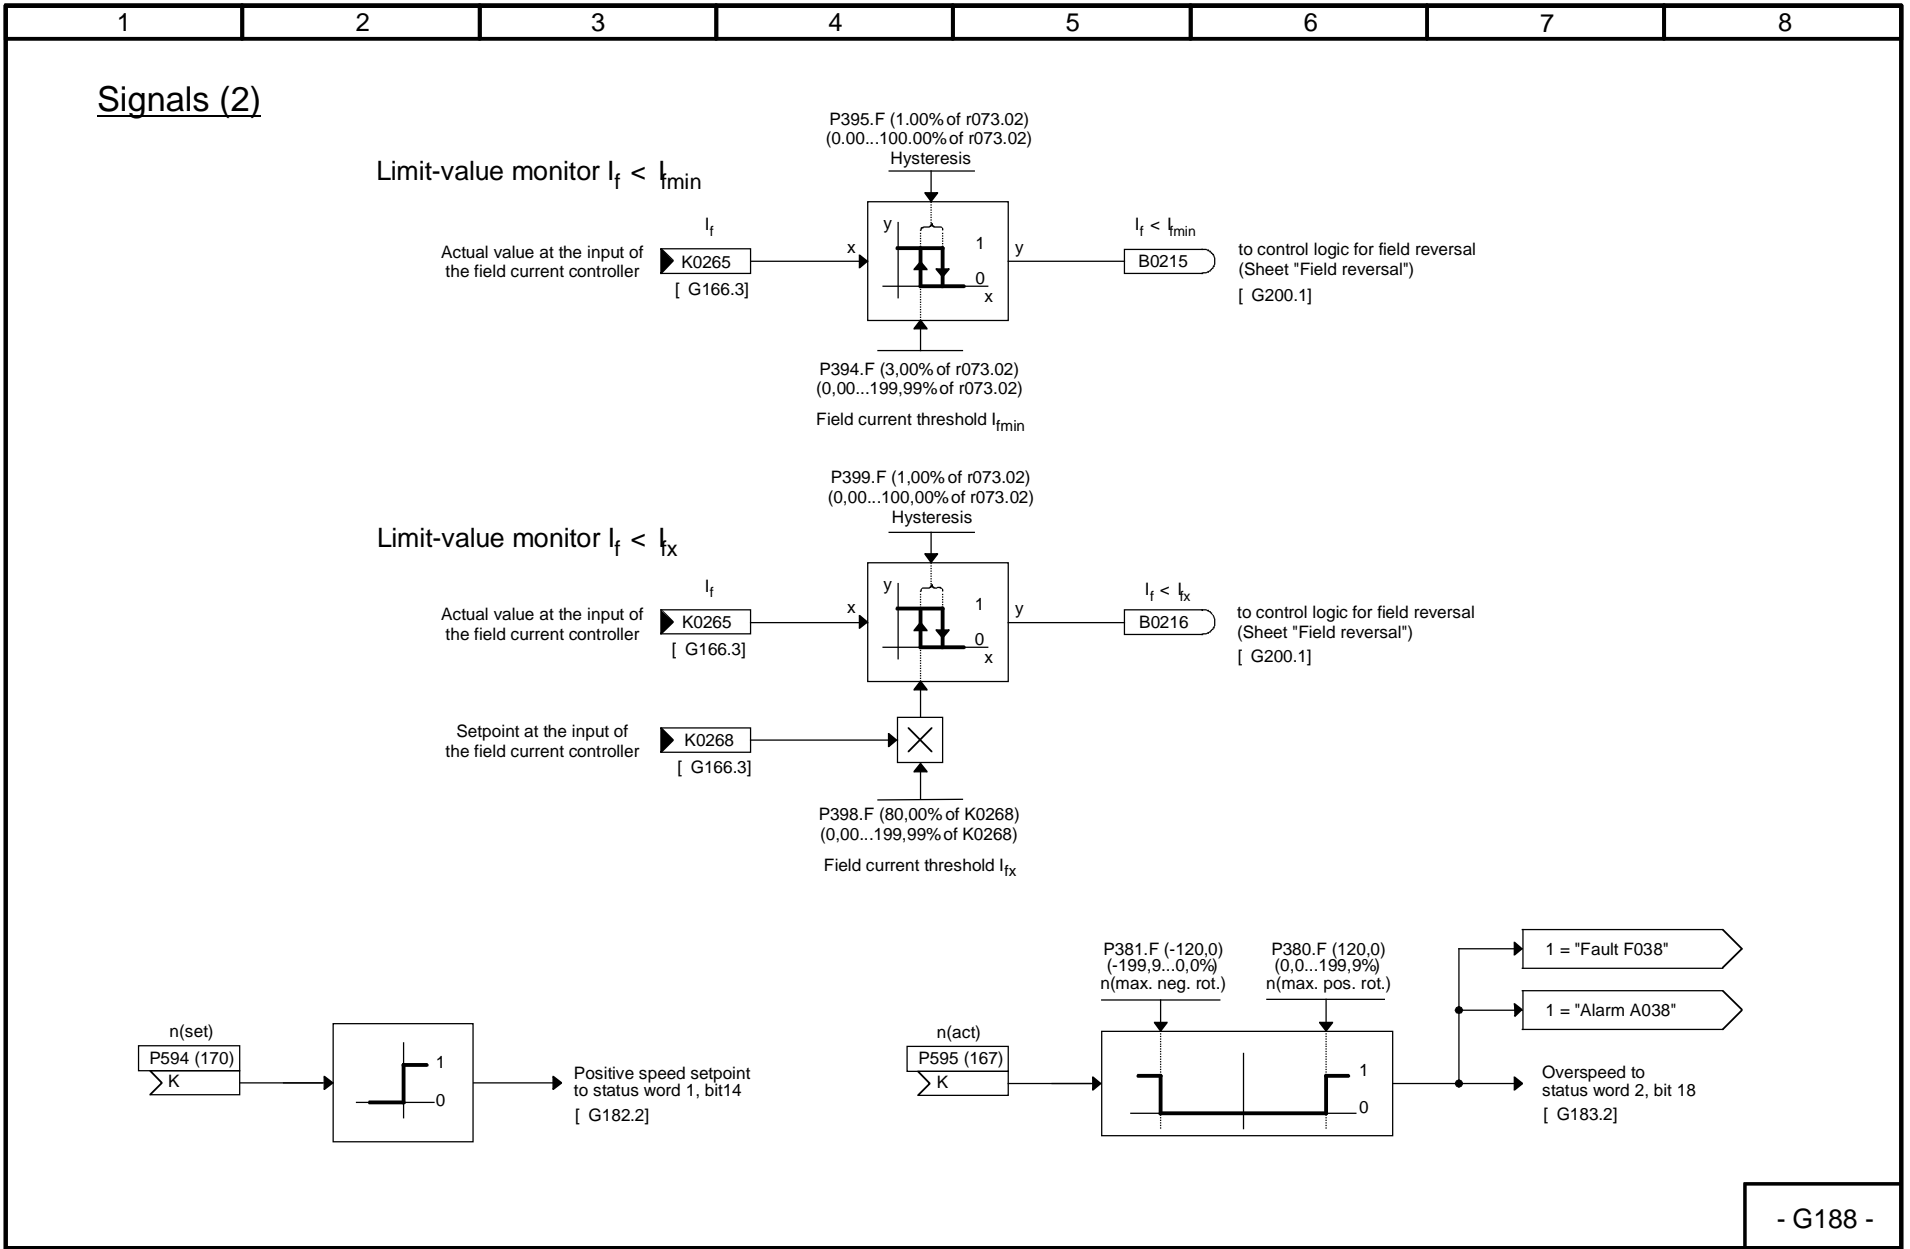 1 2 3 4 5 6 7 8
Signals (2)
P395.F (1.00% of r073.02)
(0.00...100.00% of r073.02)
Hysteresis
Limit-value monitor If < Ifmin
If
Actual value at the input of
the field current controller
K0265
[ G166.3]
x
y
1
0
x
y
If < Ifmin
B0215
to control logic for field reversal
(Sheet "Field reversal")
[ G200.1]
P394.F (3,00% of r073.02)
(0,00...199,99% of r073.02)
Field current threshold Ifmin
P399.F (1,00% of r073.02)
(0,00...100,00% of r073.02)
Hysteresis
Limit-value monitor If < Ifx
If
Actual value at the input of
the field current controller
K0265
[ G166.3]
x
y
1
0
x
y
If < Ifx
B0216
to control logic for field reversal
(Sheet "Field reversal")
[ G200.1]
Setpoint at the input of
the field current controller
K0268
[ G166.3]
P398.F (80,00% of K0268)
(0,00...199,99% of K0268)
Field current threshold Ifx
n(set)
P594 (170)
K
1
0
Positive speed setpoint
to status word 1, bit14
[ G182.2]
P381.F (-120,0)
(-199,9...0,0%)
n(max. neg. rot.)
P380.F (120,0)
(0,0...199,9%)
n(max. pos. rot.)
n(act)
P595 (167)
K
1
0
1 = "Fault F038"
1 = "Alarm A038"
Overspeed to
status word 2, bit 18
[ G183.2]
- G188 -